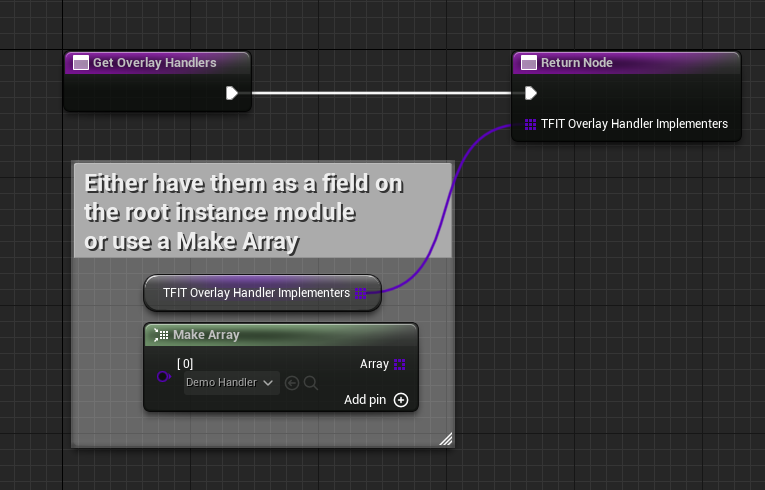 Get Overlay Handlers
Return Node
TFIT Overlay Handler Implementers
Either have them as a field on
the root instance module
or use a Make Array
TFIT Overlay Handler Implementers
Make Array
[ 0]
Array
Demo Handler
Add pin